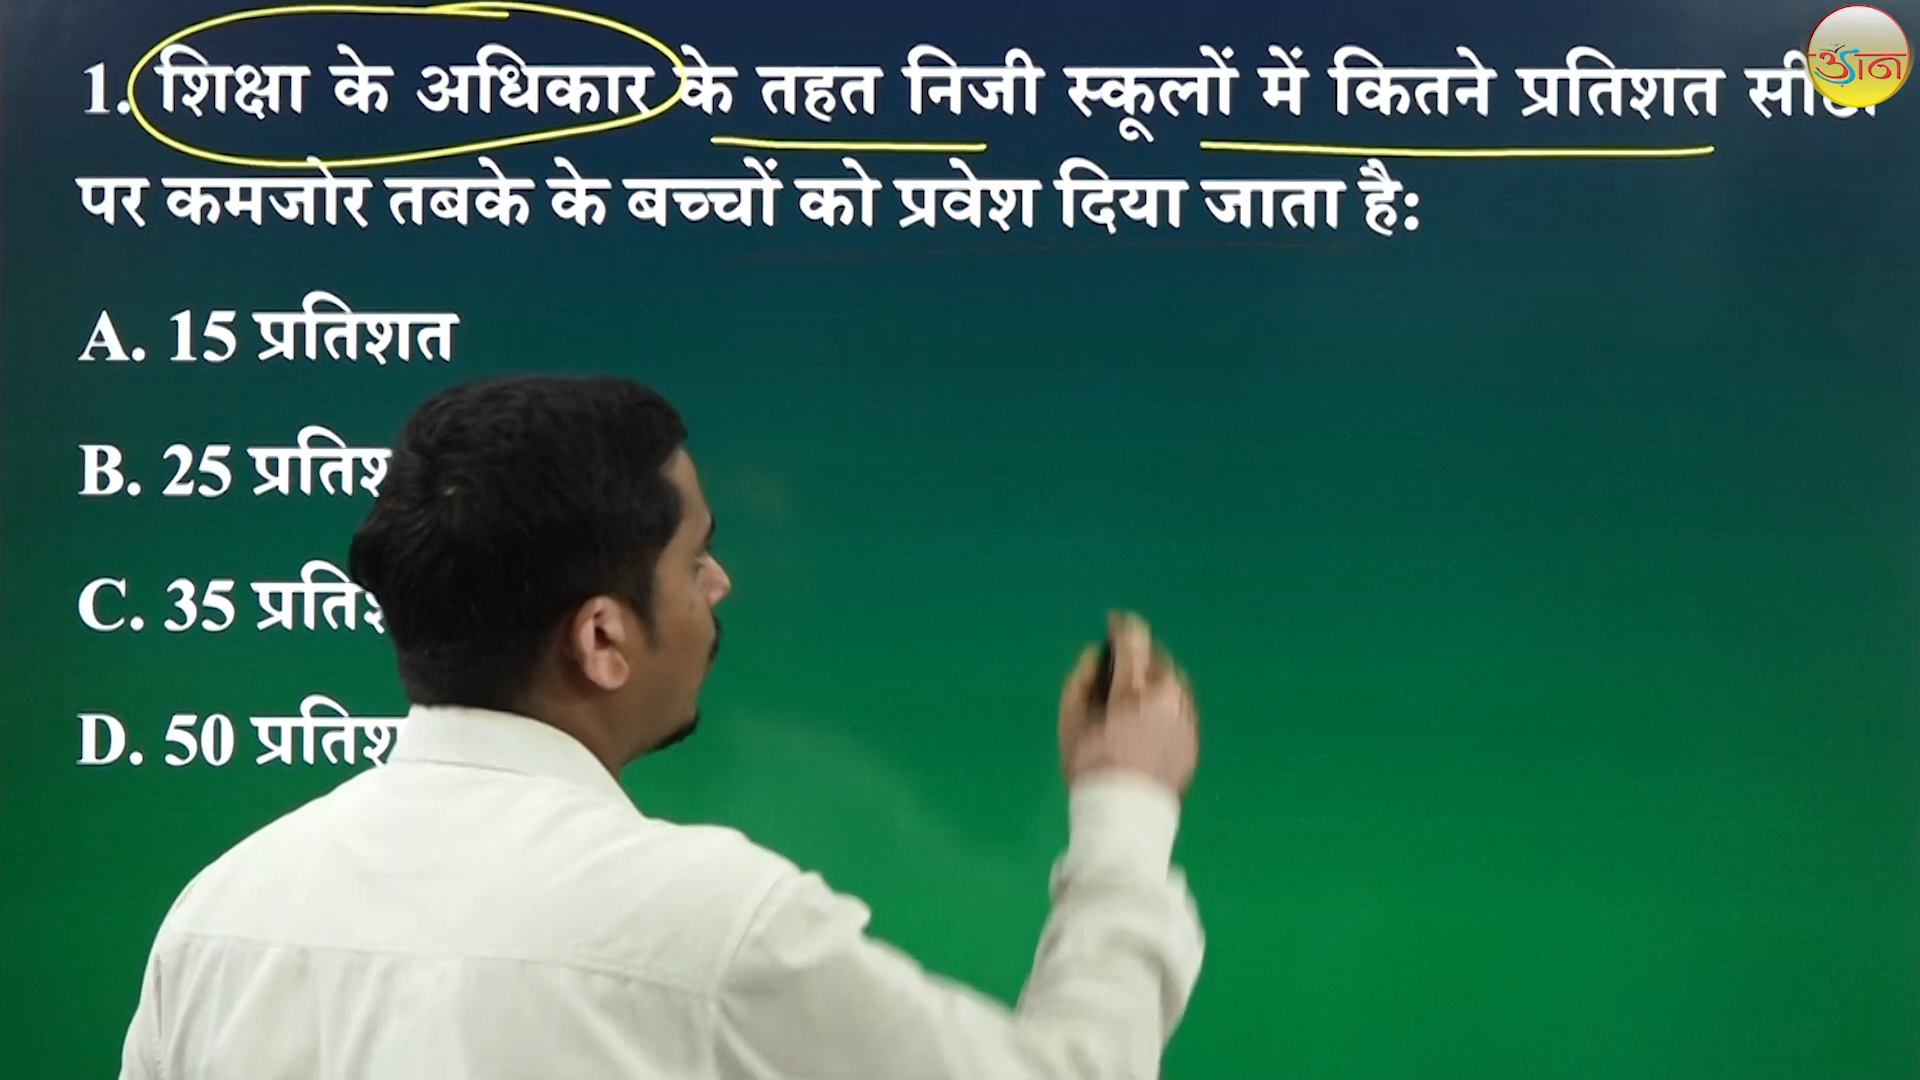 1. शिक्षा के अधिकार के तहत निजी स्कूलों में कितने प्रतिशत
पर कमजोर तबके के बच्चों को प्रवेश दिया जाता है:
A. 15 प्रतिशत
B. 25
C. 35
D. 50